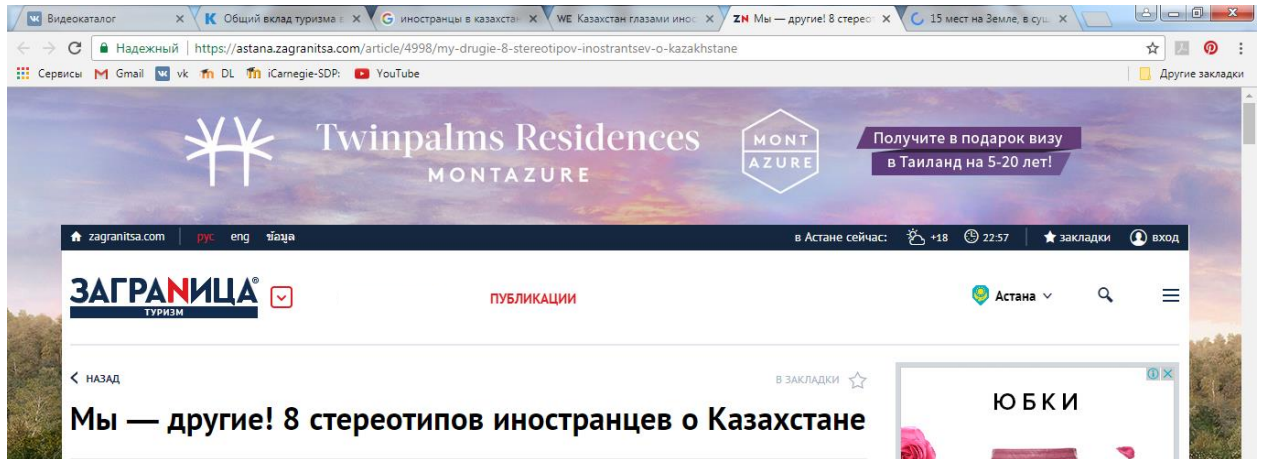 Видеокаталог
Общий вклад туризма
иностранцы в казахста
Казахстан глазами инос
Мы — другие! 8 стерео
15 мест на Земле, в сущ
Надежный | https://astana.zagranitsa.com/article/4998/my-drugie-8-stereotipov-inostrantsev-o-kazakhstane
Сервисы Gmail vk DL iCarnegie-SDP: YouTube Другие закладки
Twinpalms Residences
MONTAZURE
MONT
AZURE
Получите в подарок визу
в Таиланд на 5-20 лет!
zagranitsa.com рус eng ข้อมูล в Астане сейчас: +18 22:57 закладки вход
ЗАГРАNИЦА®
ТУРИЗМ
ПУБЛИКАЦИИ
Астана
НАЗАД
В ЗАКЛАДКИ
Мы — другие! 8 стереотипов иностранцев о Казахстане
ЮБКИ